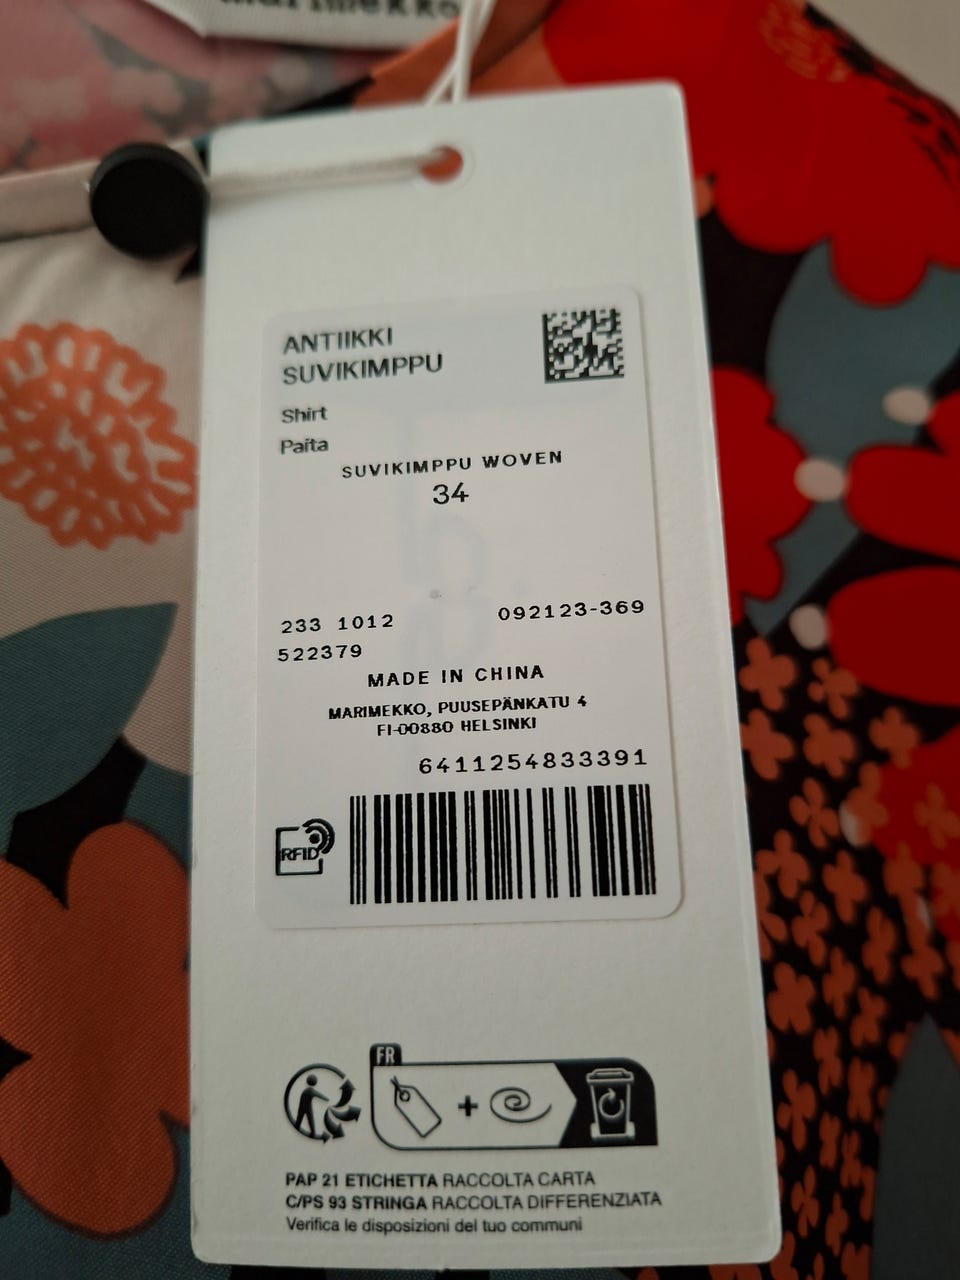 marimekko
ANTIIKKI
SUVIKIMPPU
Shirt
Paita
SUVIKIMPPU WOVEN
34
233 1012
092123-369
522379
MADE IN CHINA
MARIMEKKO, PUUSEPÄNKATU 4
FI-00880 HELSINKI
6411254833391
RFID
FR
PAP 21 ETICHETTA RACCOLTA CARTA
C/PS 93 STRINGA RACCOLTA DIFFERENZIATA
Verifica le disposizioni del tuo communi